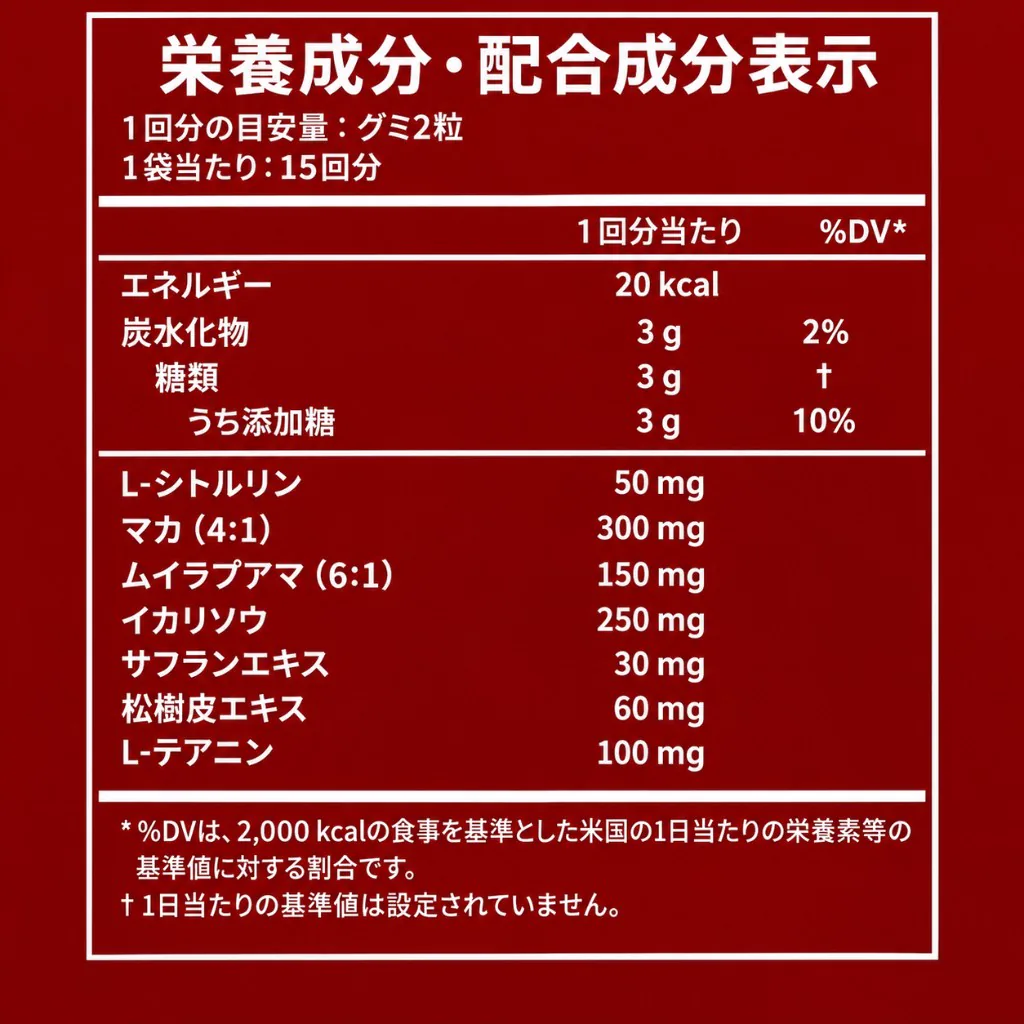 栄養成分・配合成分表示
1回分の目安量：グミ2粒
1袋当たり：15回分
1回分当たり %DV*
エネルギー 20 kcal
炭水化物 3 g 2%
糖類 3 g †
うち添加糖 3 g 10%
L-シトルリン 50 mg
マカ（4:1） 300 mg
ムイラプアマ（6:1） 150 mg
イカリソウ 250 mg
サフランエキス 30 mg
松樹皮エキス 60 mg
L-テアニン 100 mg
* %DVは、2,000 kcalの食事を基準とした米国の1日当たりの栄養素等の
基準値に対する割合です。
† 1日当たりの基準値は設定されていません。